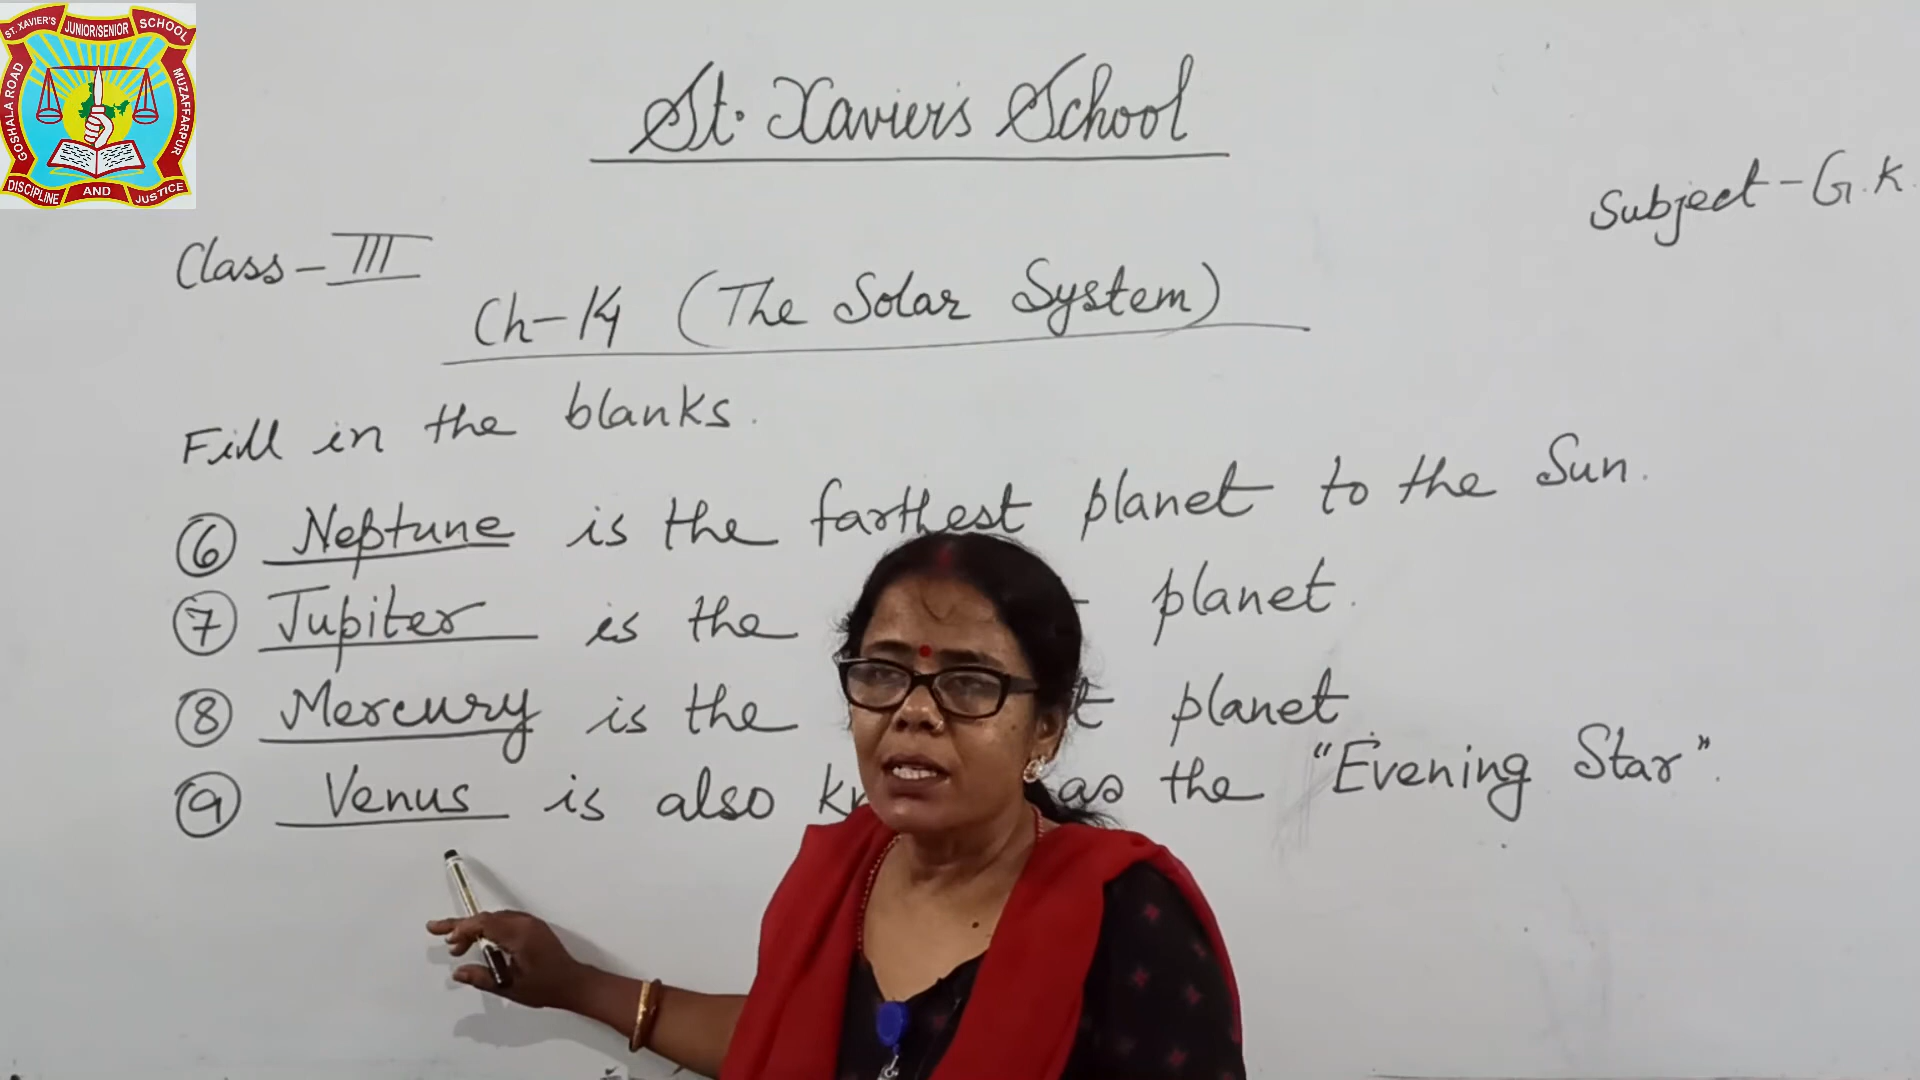 ST. XAVIER'S JUNIOR/SENIOR SCHOOL
GOSHALA ROAD
MUZAFFARPUR
DISCIPLINE AND JUSTICE
St. Xavier's School
Subject - G.K.
Class - III
Ch-14 (The Solar System)
Fill in the blanks.
6 Neptune is the farthest planet to the Sun.
7 Jupiter is the planet.
8 Mercury is the planet
9 Venus is also as the "Evening Star".